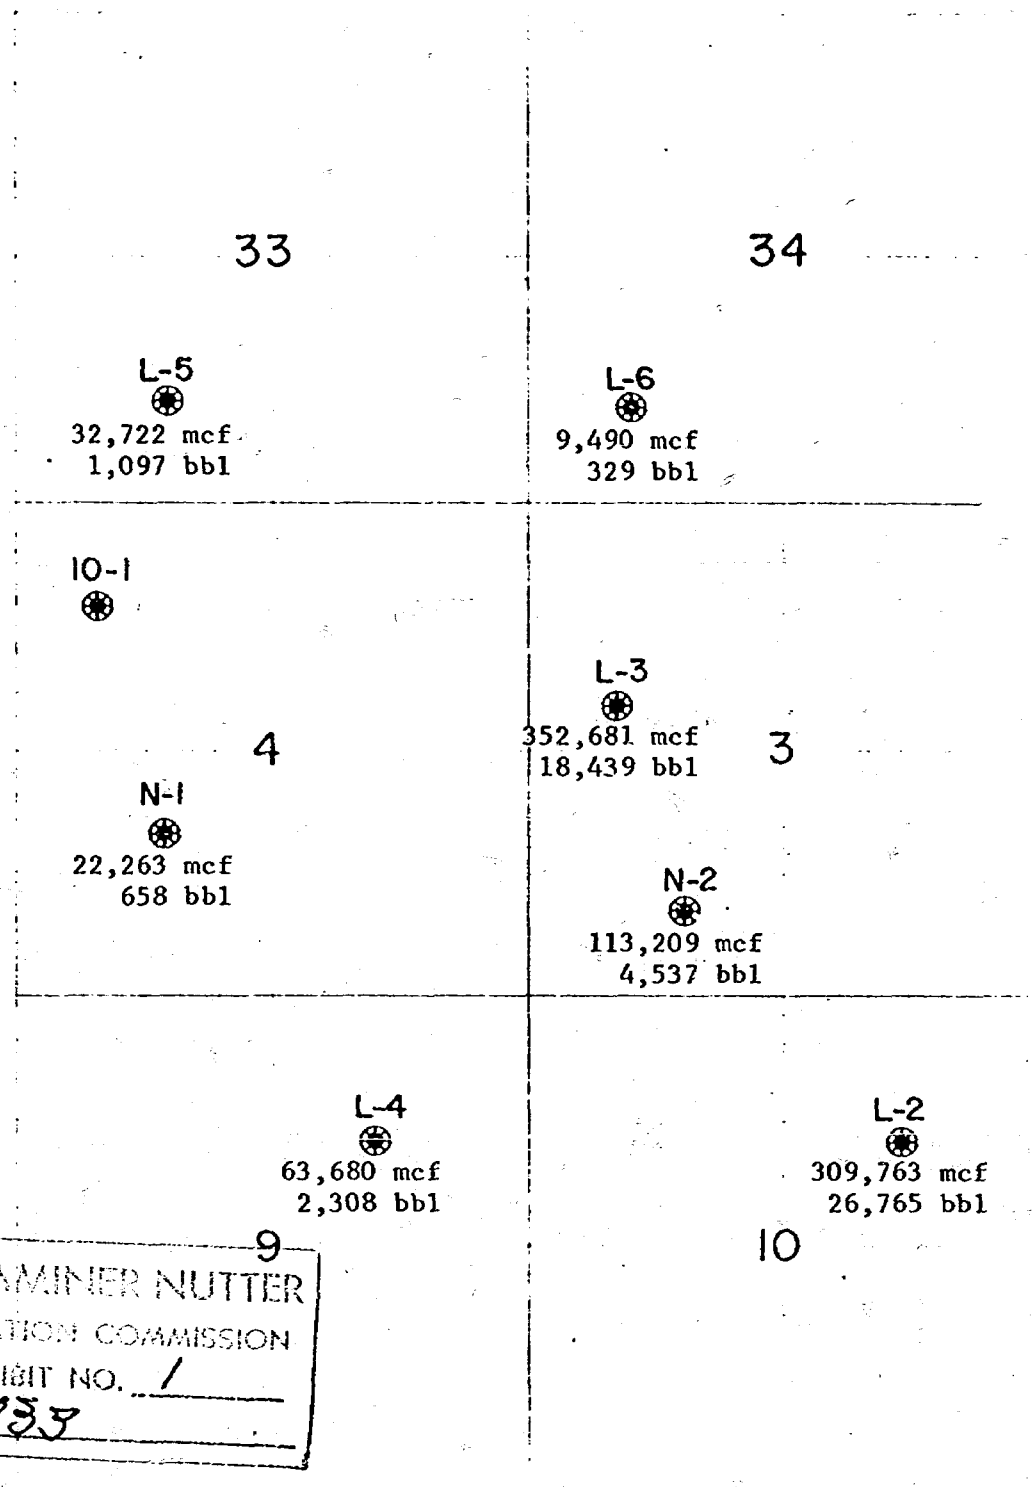 33
34
L-5
32,722 mcf
1,097 bbl
L-6
9,490 mcf
329 bbl
10-1
L-3
352,681 mcf
18,439 bbl
4
3
N-1
22,263 mcf
658 bbl
N-2
113,209 mcf
4,537 bbl
L-4
63,680 mcf
2,308 bbl
L-2
309,763 mcf
26,765 bbl
9
10
AMINER NUTTER
ATION COMMISSION
IBIT NO. 1